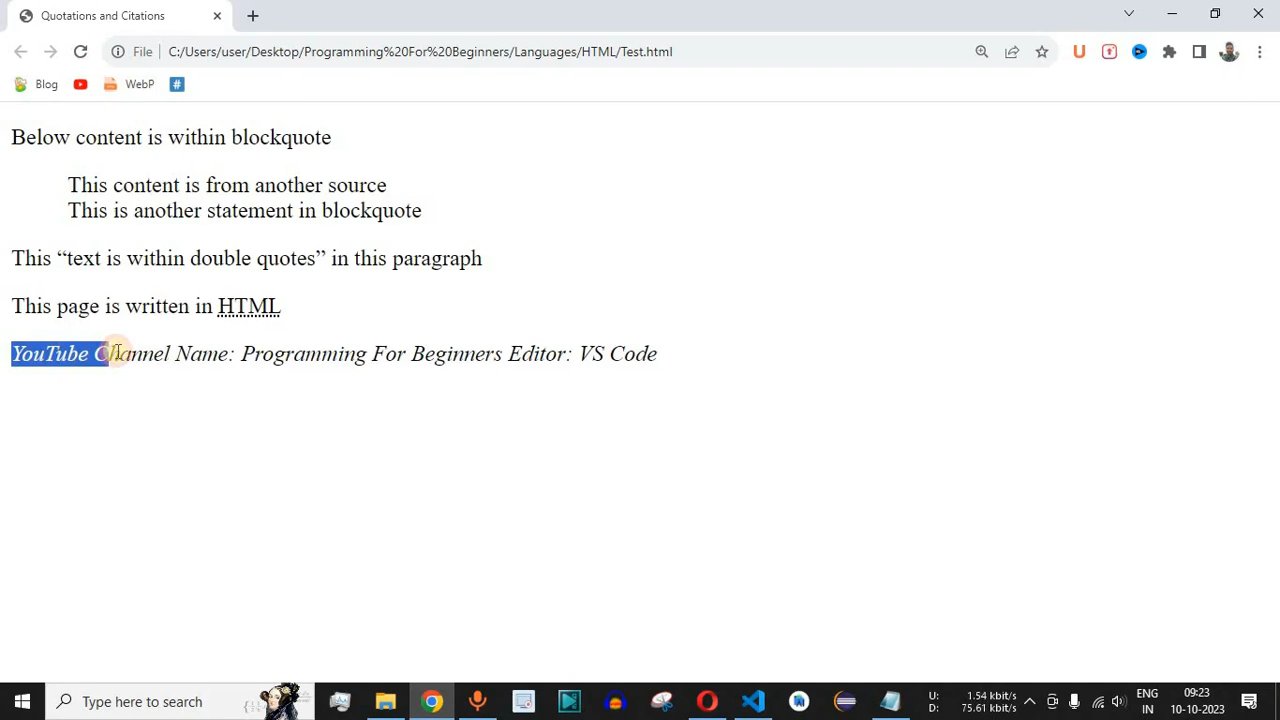 Quotations and Citations
File C:/Users/user/Desktop/Programming%20For%20Beginners/Languages/HTML/Test.html
U
Blog WebP #
Below content is within blockquote
This content is from another source
This is another statement in blockquote
This “text is within double quotes” in this paragraph
This page is written in HTML
YouTube Channel Name: Programming For Beginners Editor: VS Code
Type here to search
U: 1.54 kbit/s
D: 75.61 kbit/s
ENG
IN
09:23
10-10-2023